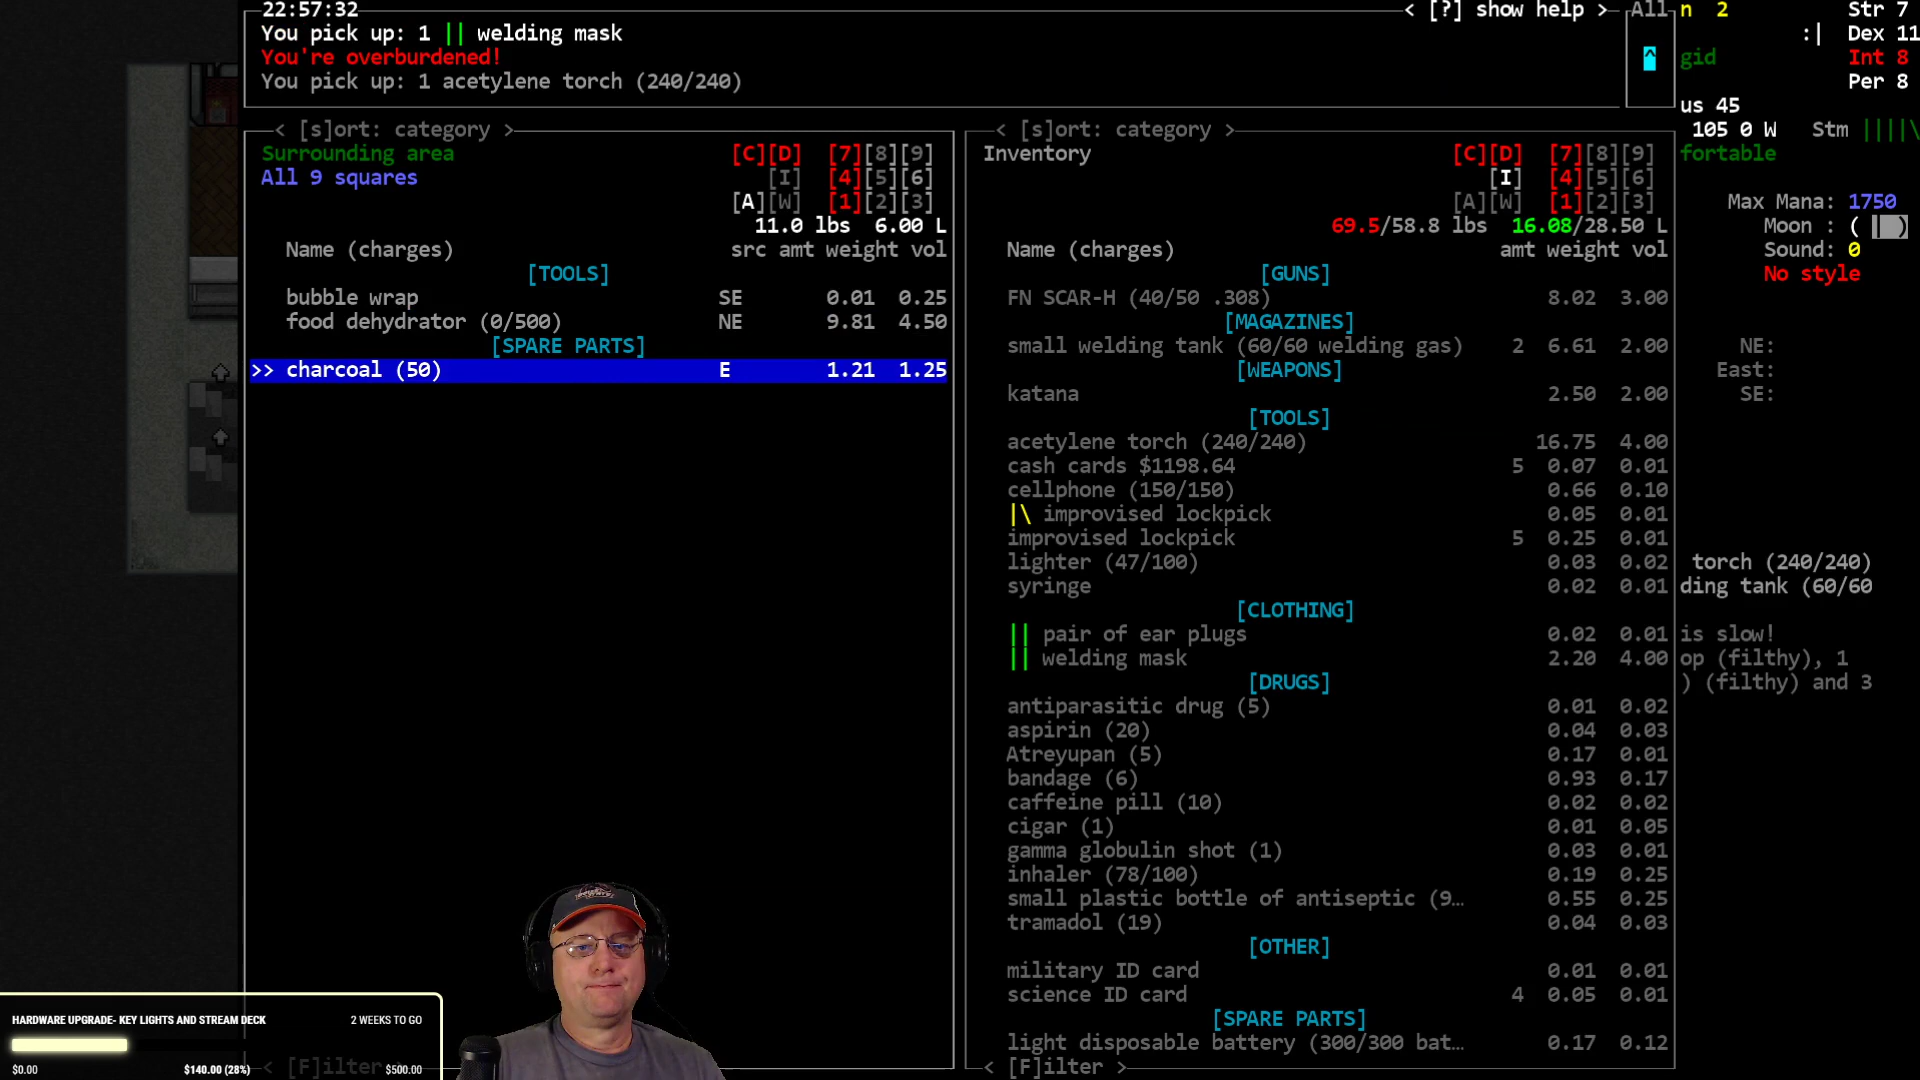 22:57:32
< [?] show help >
You pick up: 1 || welding mask
You're overburdened!
You pick up: 1 acetylene torch (240/240)
All
^
n 2
Str 7
:|
Dex 11
gid
Int 8
Per 8
us 45
105 0 W Stm ||||\
fortable
Max Mana: 1750
Moon : ( | )
Sound: 0
No style
NE:
East:
SE:
torch (240/240)
ding tank (60/60
is slow!
op (filthy), 1
) (filthy) and 3
< [s]ort: category >
Surrounding area [C][D] [7][8][9]
All 9 squares [I] [4][5][6]
[A][W] [1][2][3]
11.0 lbs 6.00 L
Name (charges) src amt weight vol
[TOOLS]
bubble wrap SE 0.01 0.25
food dehydrator (0/500) NE 9.81 4.50
[SPARE PARTS]
>> charcoal (50) E 1.21 1.25
< [F]ilter >
< [s]ort: category >
Inventory [C][D] [7][8][9]
[I] [4][5][6]
[A][W] [1][2][3]
69.5/58.8 lbs 16.08/28.50 L
Name (charges) amt weight vol
[GUNS]
FN SCAR-H (40/50 .308) 8.02 3.00
[MAGAZINES]
small welding tank (60/60 welding gas) 2 6.61 2.00
[WEAPONS]
katana 2.50 2.00
[TOOLS]
acetylene torch (240/240) 16.75 4.00
cash cards $1198.64 5 0.07 0.01
cellphone (150/150) 0.66 0.10
|\ improvised lockpick 0.05 0.01
improvised lockpick 5 0.25 0.01
lighter (47/100) 0.03 0.02
syringe 0.02 0.01
[CLOTHING]
|| pair of ear plugs 0.02 0.01
|| welding mask 2.20 4.00
[DRUGS]
antiparasitic drug (5) 0.01 0.02
aspirin (20) 0.04 0.03
Atreyupan (5) 0.17 0.01
bandage (6) 0.93 0.17
caffeine pill (10) 0.02 0.02
cigar (1) 0.01 0.05
gamma globulin shot (1) 0.03 0.01
inhaler (78/100) 0.19 0.25
small plastic bottle of antiseptic (9… 0.55 0.25
tramadol (19) 0.04 0.03
[OTHER]
military ID card 0.01 0.01
science ID card 4 0.05 0.01
[SPARE PARTS]
light disposable battery (300/300 bat… 0.17 0.12
< [F]ilter >
HARDWARE UPGRADE- KEY LIGHTS AND STREAM DECK 2 WEEKS TO GO
$0.00 $140.00 (28%) $500.00